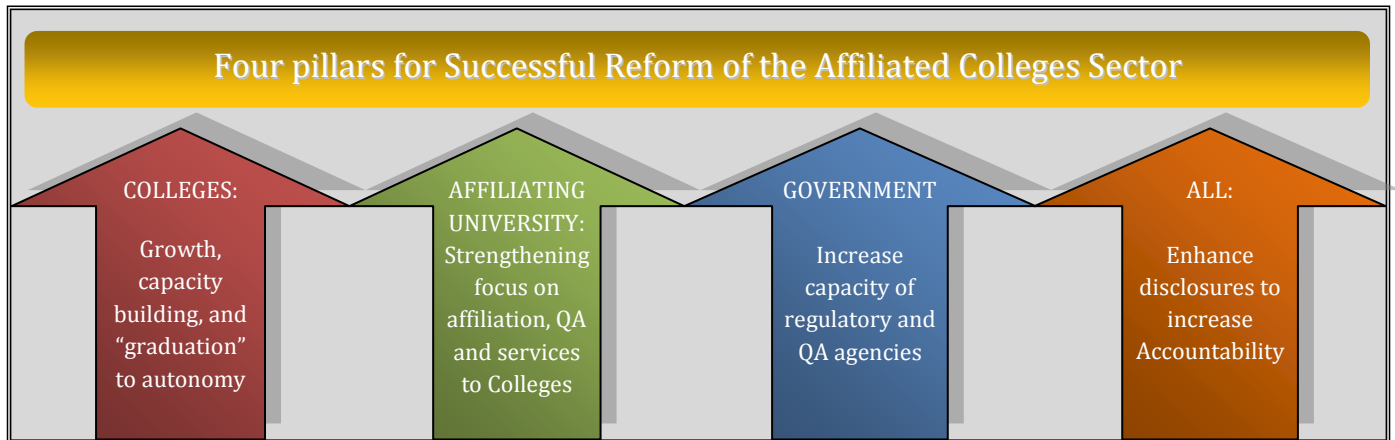 Four pillars for Successful Reform of the Affiliated Colleges Sector
COLLEGES:
Growth,
capacity
building, and
“graduation”
to autonomy
AFFILIATING
UNIVERSITY:
Strengthening
focus on
affiliation, QA
and services
to Colleges
GOVERNMENT
Increase
capacity of
regulatory and
QA agencies
ALL:
Enhance
disclosures to
increase
Accountability